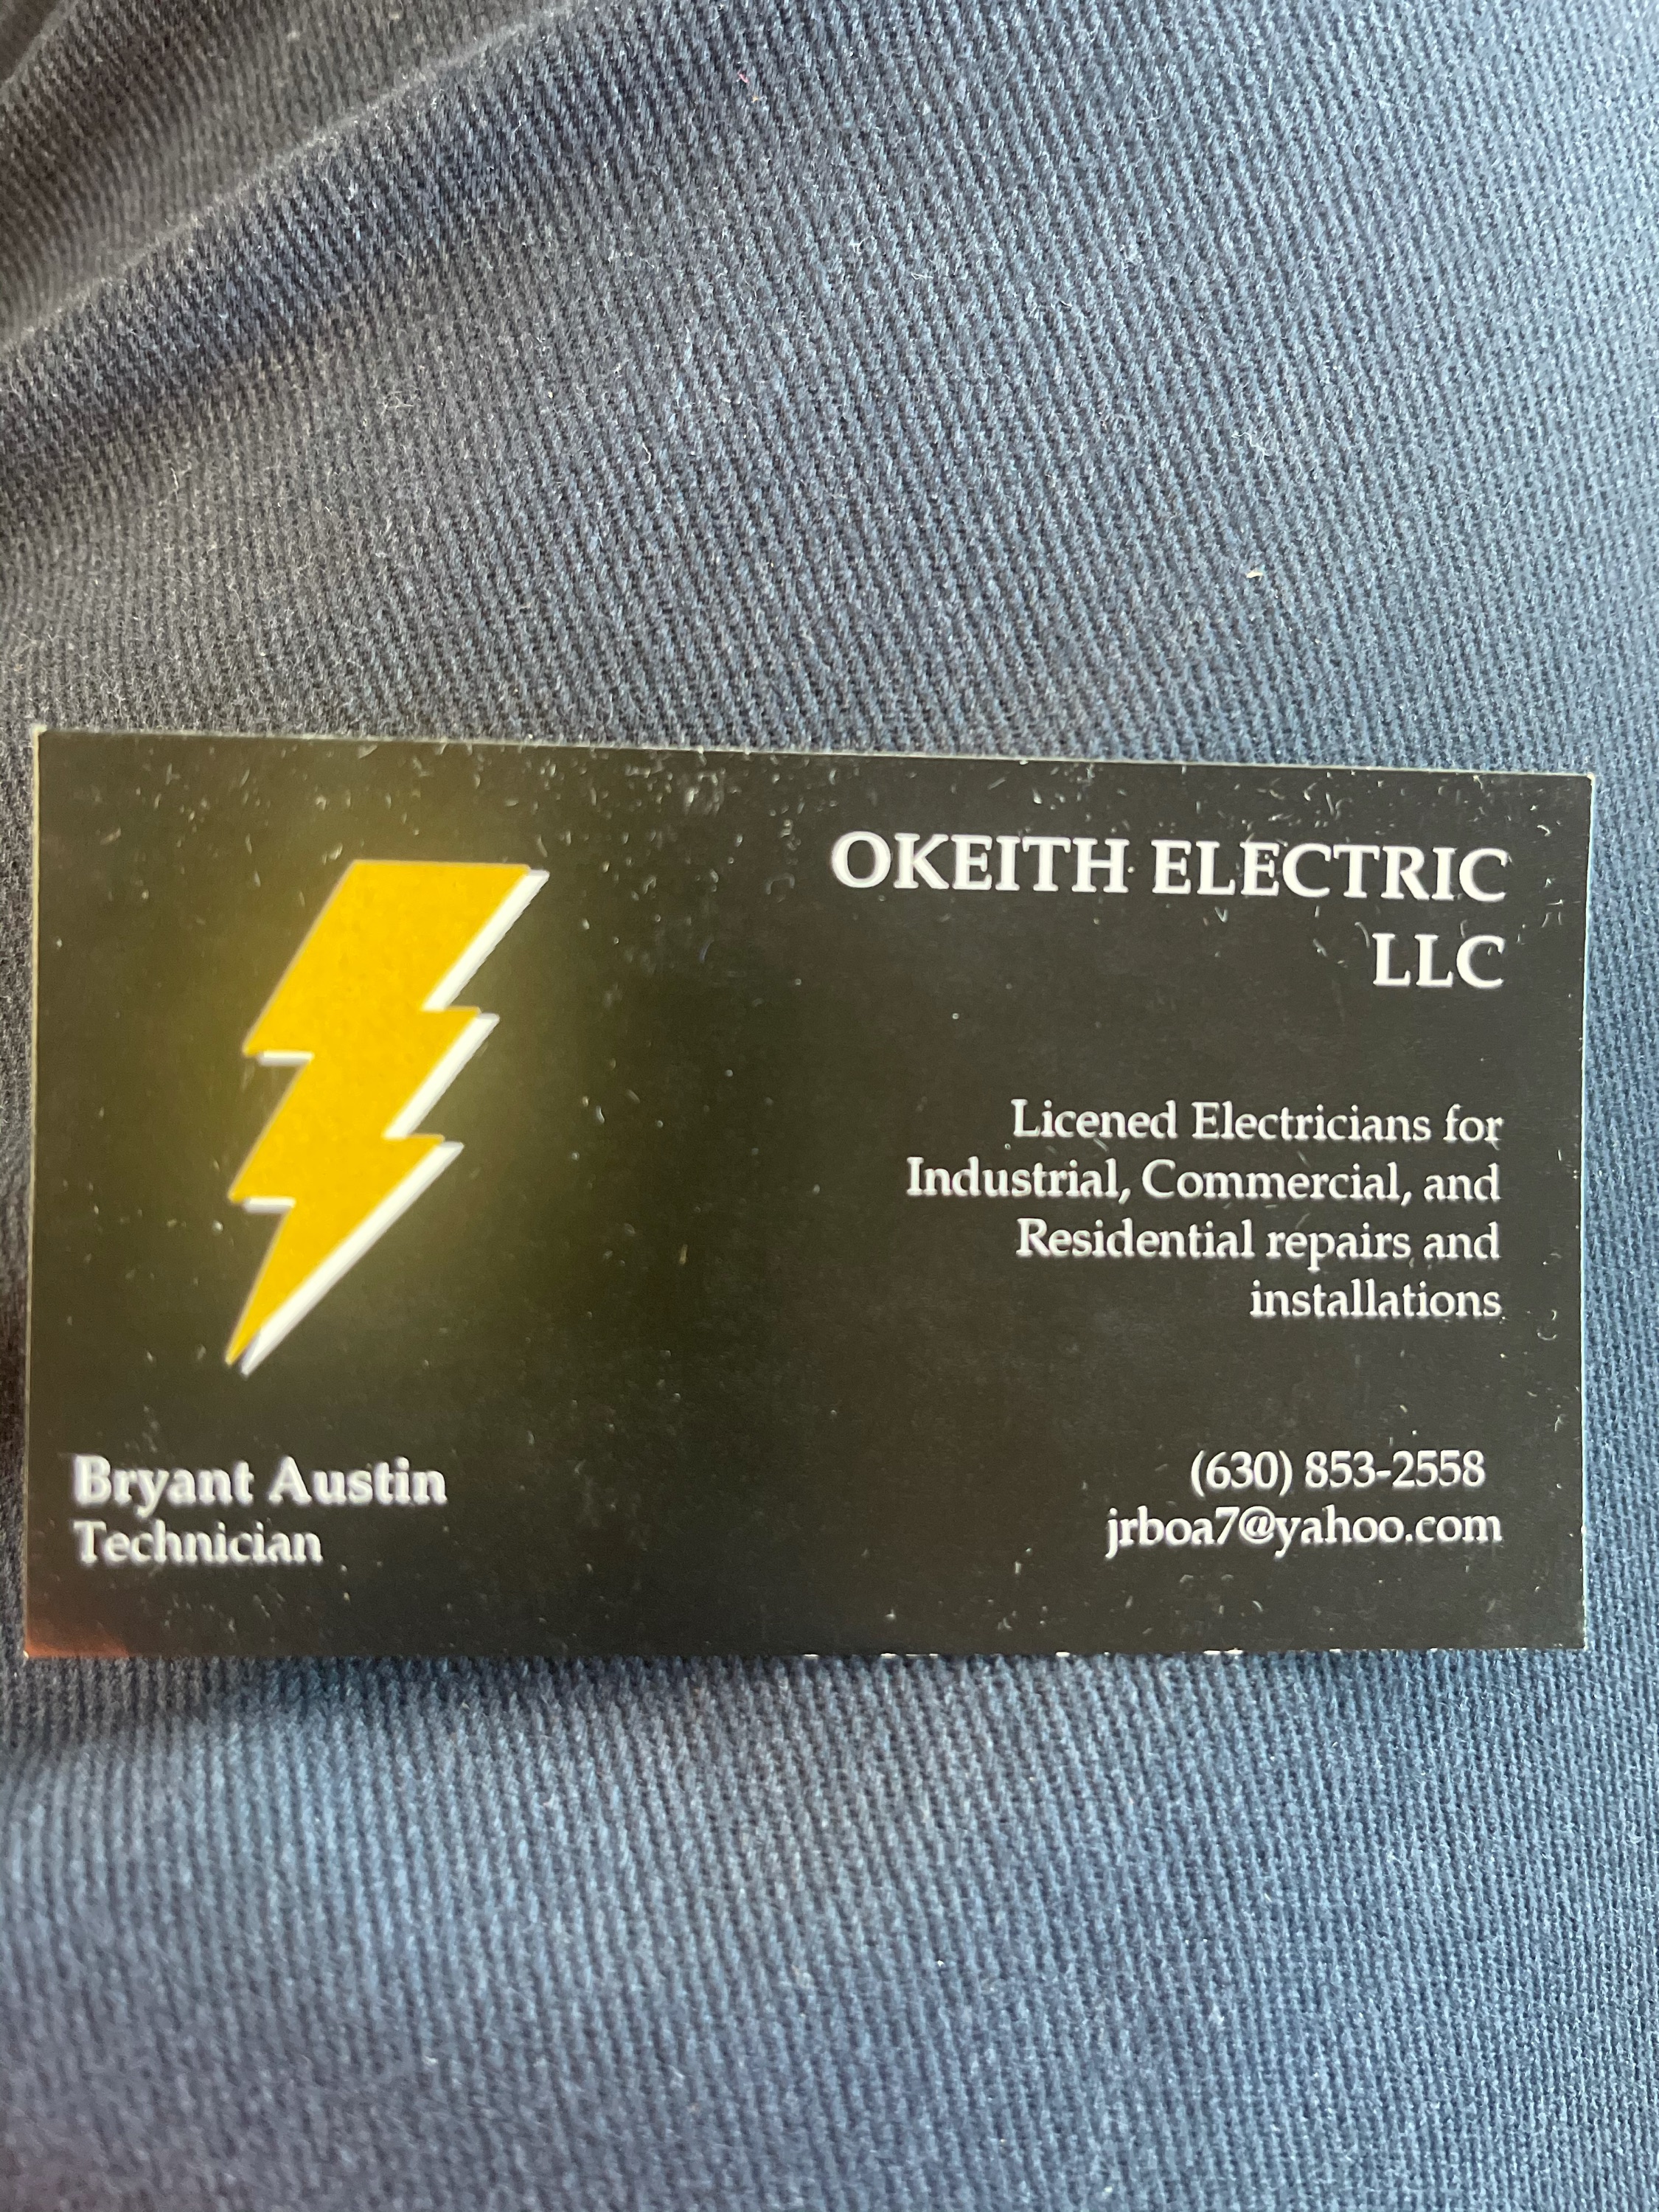 OKEITH ELECTRIC
LLC
Licened Electricians for
Industrial, Commercial, and
Residential repairs and
installations
Bryant Austin
Technician
(630) 853-2558
jrboa7@yahoo.com